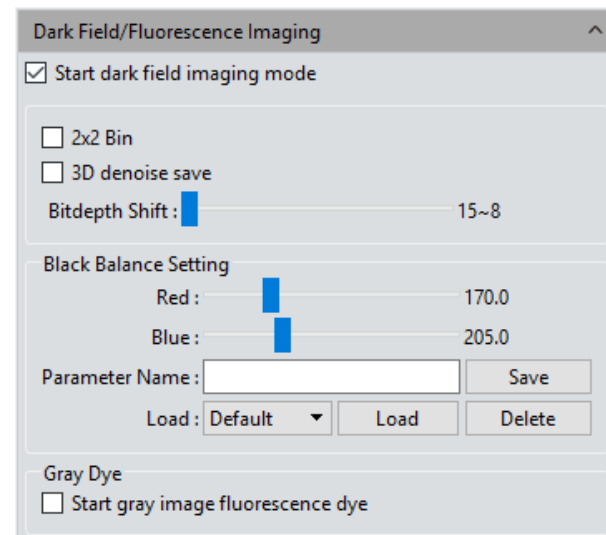 Dark Field/Fluorescence Imaging
Start dark field imaging mode
2x2 Bin
3D denoise save
Bitdepth Shift : 15~8
Black Balance Setting
Red : 170.0
Blue : 205.0
Parameter Name : Save
Load : Default Load Delete
Gray Dye
Start gray image fluorescence dye